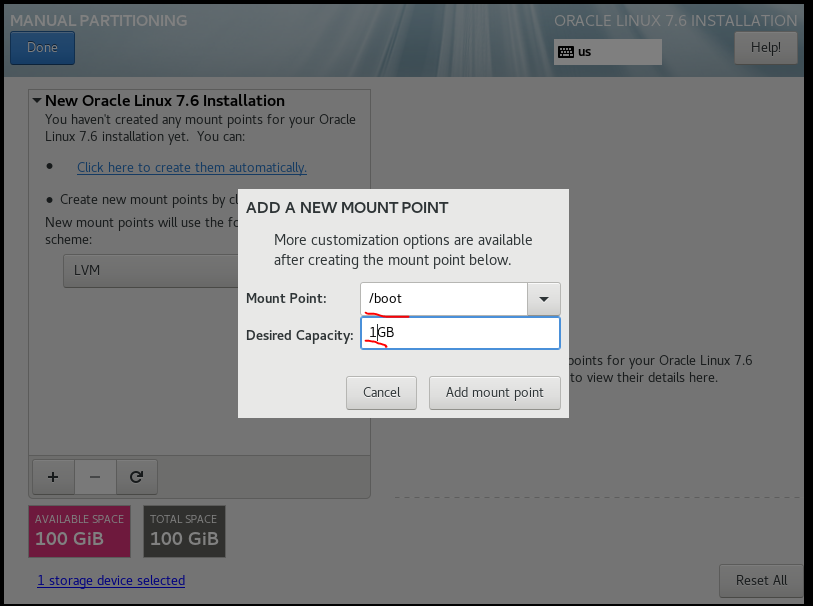 MANUAL PARTITIONING
ORACLE LINUX 7.6 INSTALLATION
Done
us
Help!
New Oracle Linux 7.6 Installation
You haven't created any mount points for your Oracle
Linux 7.6 installation yet. You can:
Click here to create them automatically.
Create new mount points by cl
New mount points will use the fo
scheme:
LVM
ADD A NEW MOUNT POINT
More customization options are available
after creating the mount point below.
Mount Point:
/boot
Desired Capacity:
1GB
Cancel
Add mount point
points for your Oracle Linux 7.6
to view their details here.
+
−
AVAILABLE SPACE
100 GiB
TOTAL SPACE
100 GiB
1 storage device selected
Reset All